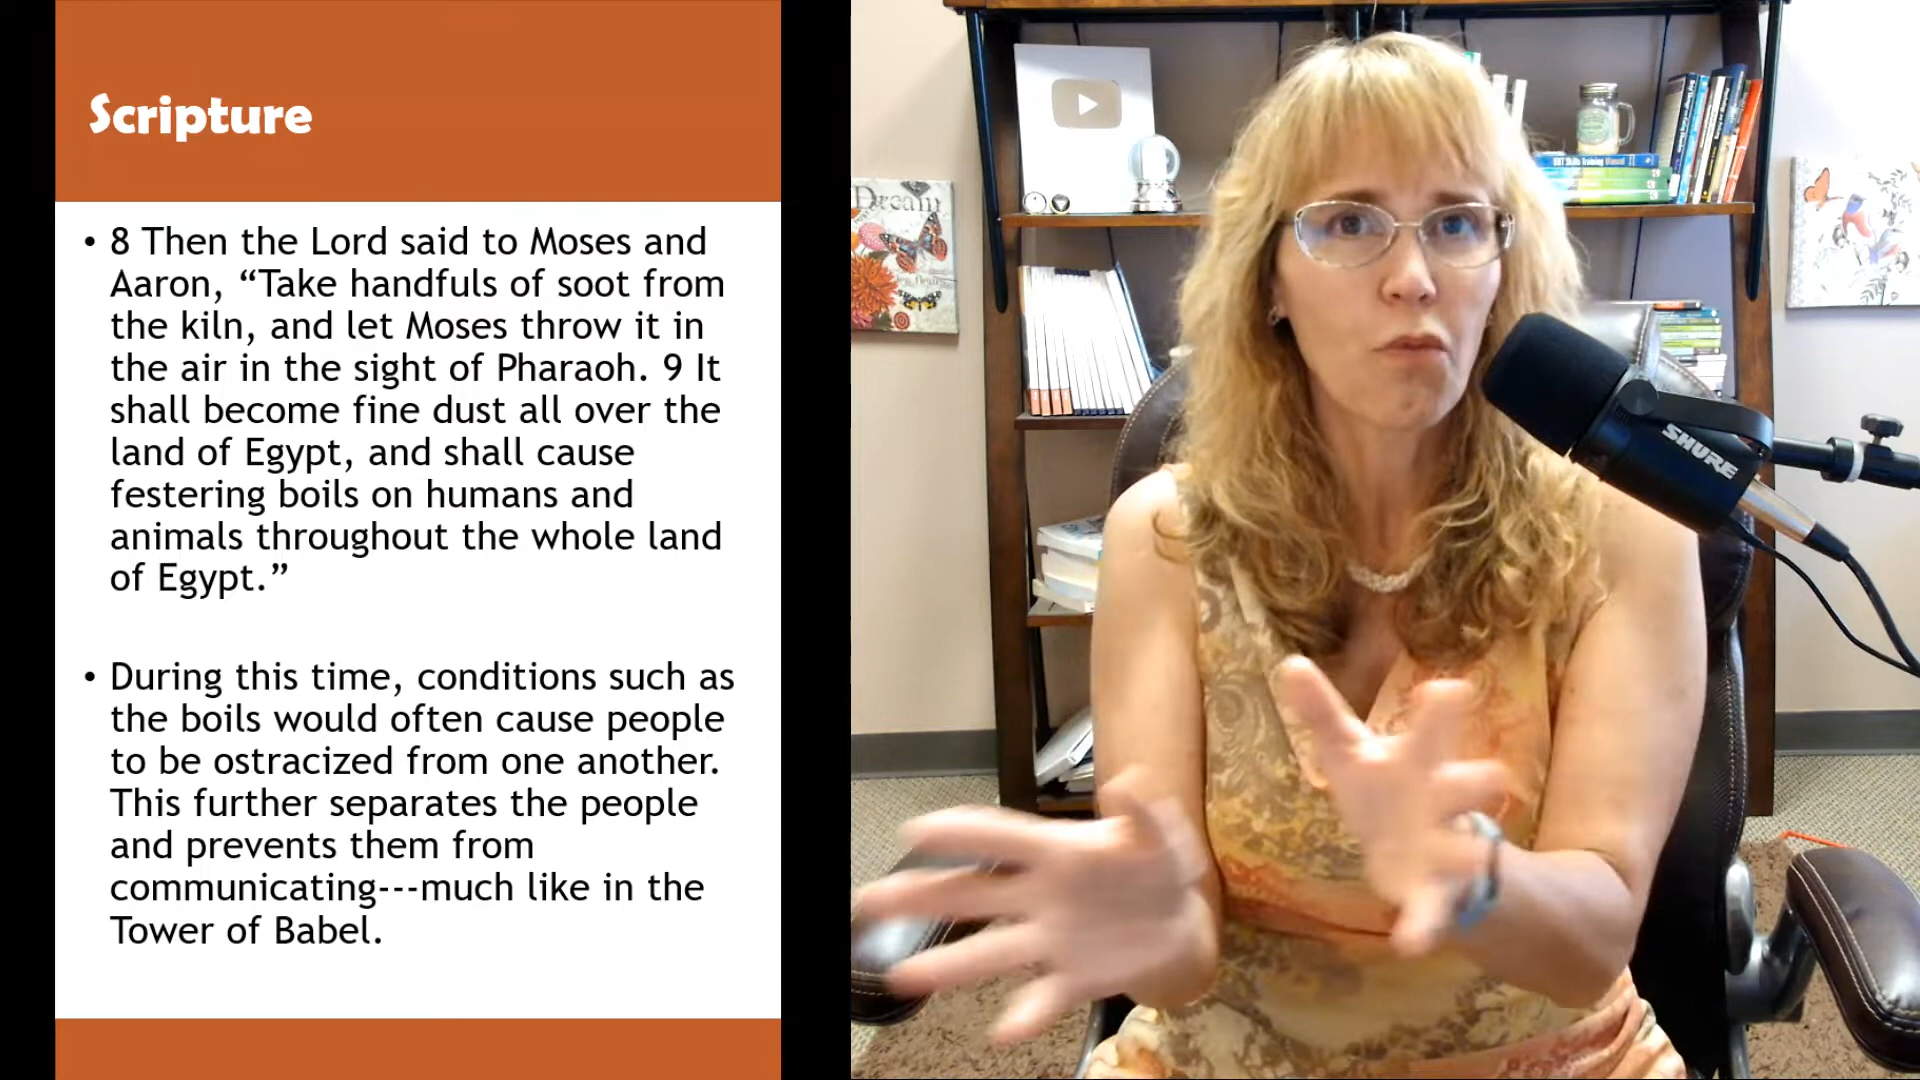 Scripture
• 8 Then the Lord said to Moses and
Aaron, “Take handfuls of soot from
the kiln, and let Moses throw it in
the air in the sight of Pharaoh. 9 It
shall become fine dust all over the
land of Egypt, and shall cause
festering boils on humans and
animals throughout the whole land
of Egypt.”
• During this time, conditions such as
the boils would often cause people
to be ostracized from one another.
This further separates the people
and prevents them from
communicating---much like in the
Tower of Babel.
Dream
DBT Skills Training Manual
SHURE